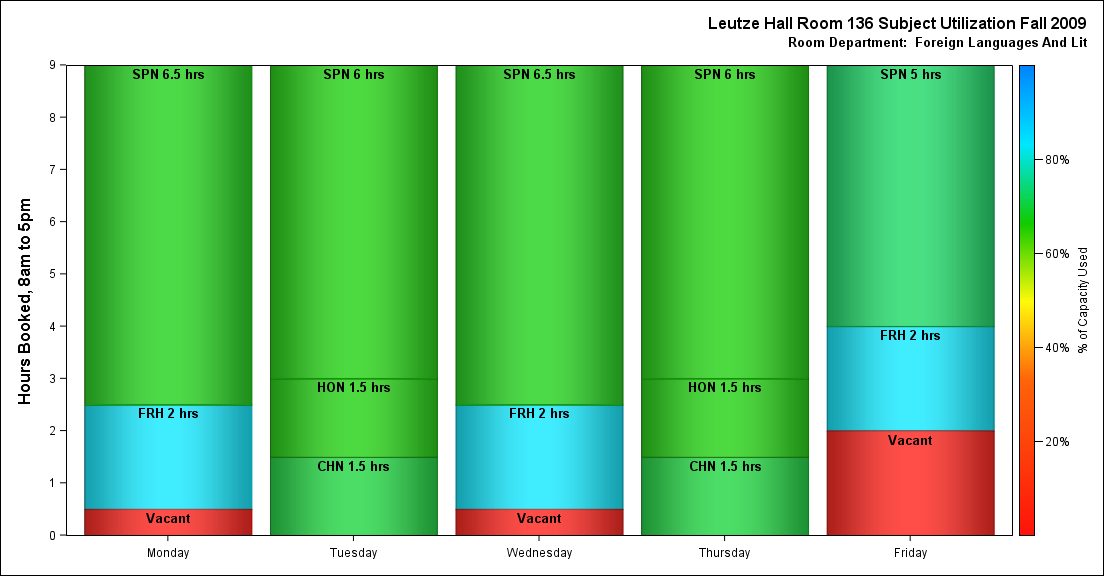 Leutze Hall Room 136 Subject Utilization Fall 2009
Room Department:  Foreign Languages And Lit
Hours Booked, 8am to 5pm
9
8
7
6
5
4
3
2
1
0
SPN 6.5 hrs
FRH 2 hrs
Vacant
Monday
SPN 6 hrs
HON 1.5 hrs
CHN 1.5 hrs
Tuesday
SPN 6.5 hrs
FRH 2 hrs
Vacant
Wednesday
SPN 6 hrs
HON 1.5 hrs
CHN 1.5 hrs
Thursday
SPN 5 hrs
FRH 2 hrs
Vacant
Friday
80%
60%
40%
20%
% of Capacity Used